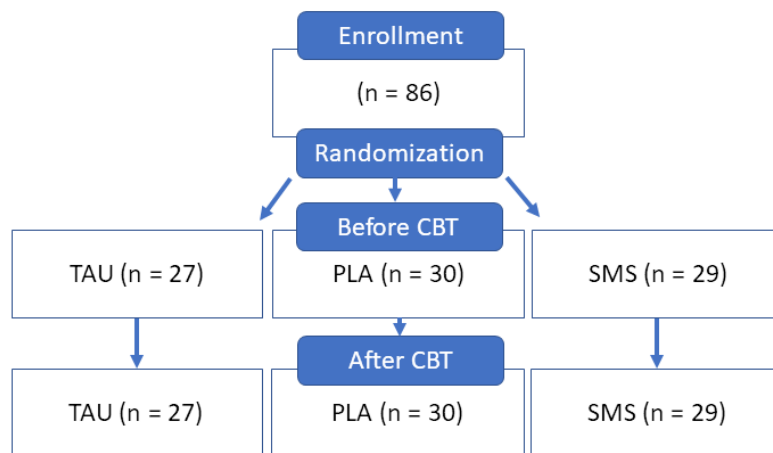 Enrollment
(n = 86)
Randomization
Before CBT
TAU (n = 27)
PLA (n = 30)
SMS (n = 29)
After CBT
TAU (n = 27)
PLA (n = 30)
SMS (n = 29)